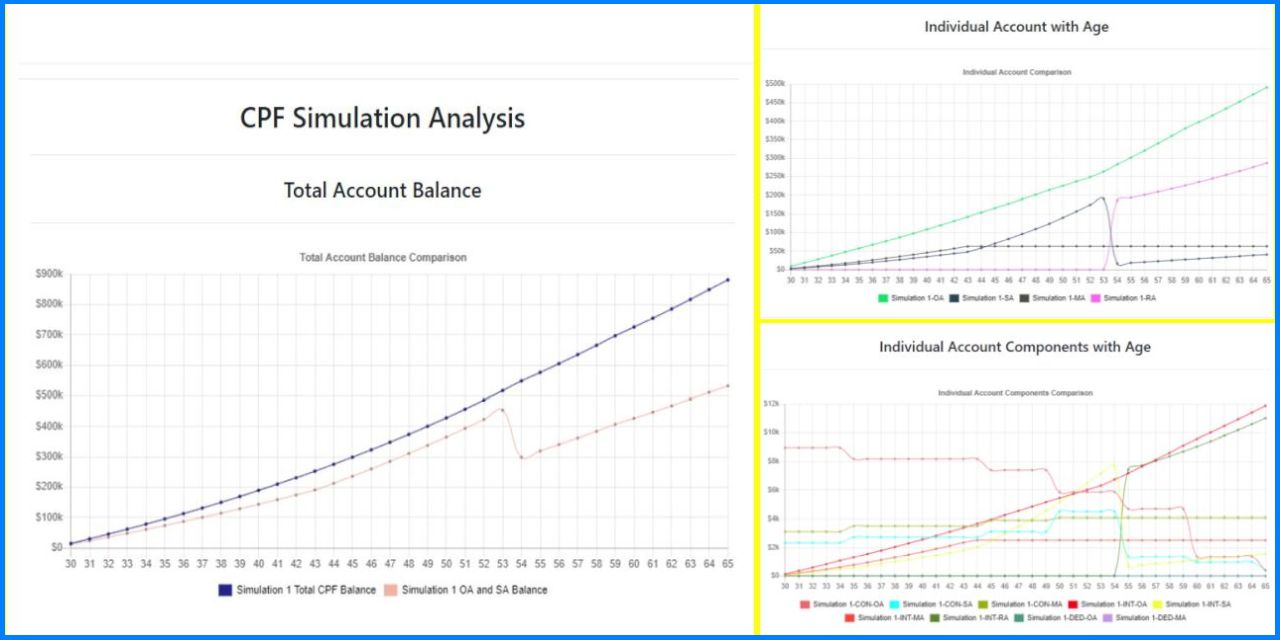 CPF Simulation Analysis
Total Account Balance
Total Account Balance Comparison
$900k
$800k
$700k
$600k
$500k
$400k
$300k
$200k
$100k
$0
30 31 32 33 34 35 36 37 38 39 40 41 42 43 44 45 46 47 48 49 50 51 52 53 54 55 56 57 58 59 60 61 62 63 64 65
Simulation 1 Total CPF Balance Simulation 1 OA and SA Balance
Individual Account with Age
Individual Account Comparison
$500k
$450k
$400k
$350k
$300k
$250k
$200k
$150k
$100k
$50k
$0
30 31 32 33 34 35 36 37 38 39 40 41 42 43 44 45 46 47 48 49 50 51 52 53 54 55 56 57 58 59 60 61 62 63 64 65
Simulation 1-OA Simulation 1-SA Simulation 1-MA Simulation 1-RA
Individual Account Components with Age
Individual Account Components Comparison
$12k
$10k
$8k
$6k
$4k
$2k
$0
30 31 32 33 34 35 36 37 38 39 40 41 42 43 44 45 46 47 48 49 50 51 52 53 54 55 56 57 58 59 60 61 62 63 64 65
Simulation 1-CON-OA Simulation 1-CON-SA Simulation 1-CON-MA Simulation 1-INT-OA Simulation 1-INT-SA
Simulation 1-INT-MA Simulation 1-INT-RA Simulation 1-DED-OA Simulation 1-DED-MA